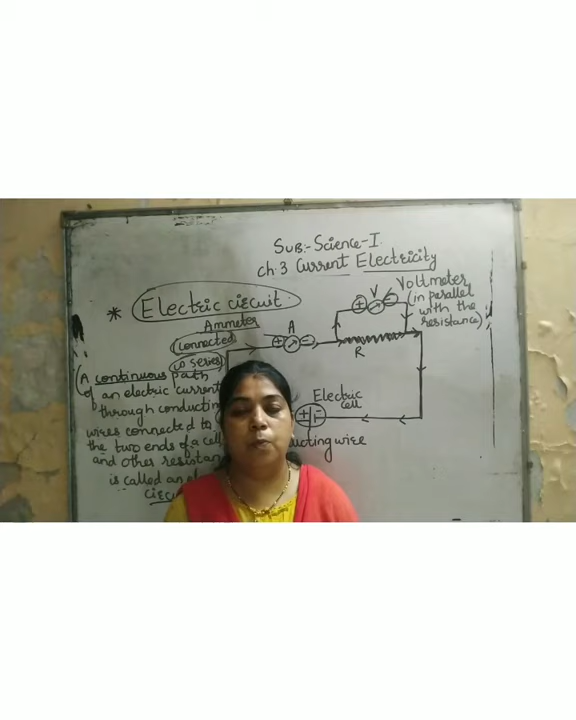 Sub:- Science-I.
Ch.3 Current Electricity
* Electric circuit.
Ammeter
(connected
in series)
(A continuous path
of an electric current
through conducting
wires connected to
the two ends of a cell
and other
is called an
A
+ -
V
+ -
Voltmeter
(in parallel
with the
resistance)
R
Electric
cell
+ -
wire